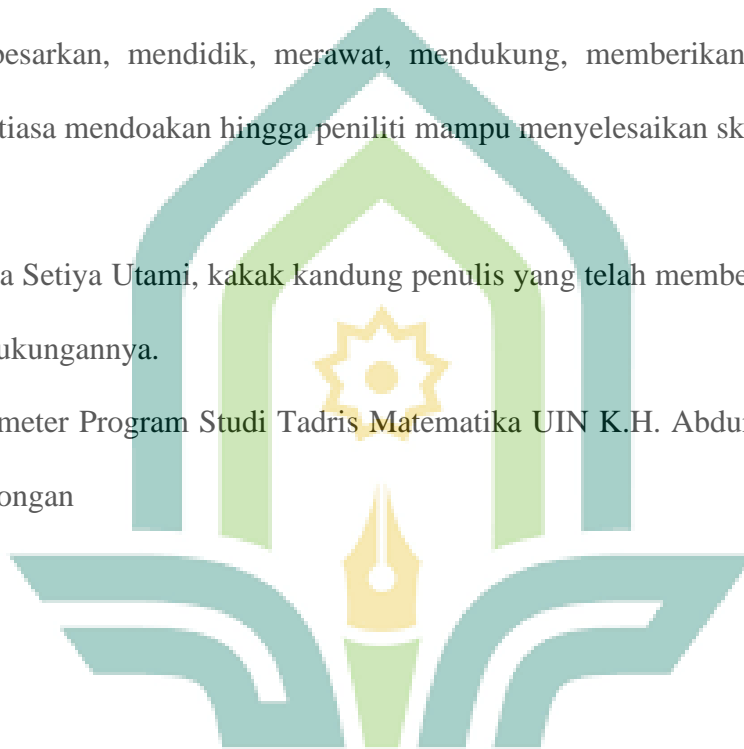 besarkan, mendidik, merawat, mendukung, memberikan
tiasa mendoakan hingga peniliti mampu menyelesaikan sk
a Setiya Utami, kakak kandung penulis yang telah membe
ukungannya.
meter Program Studi Tadris Matematika UIN K.H. Abdu
ongan